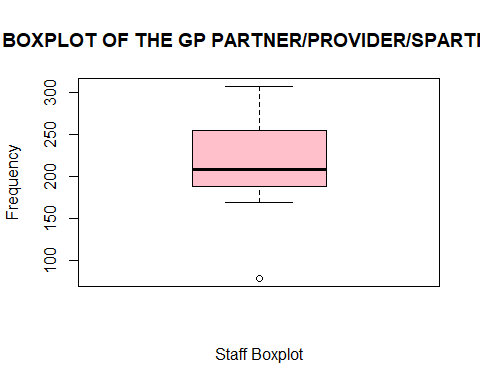 BOXPLOT OF THE GP PARTNER/PROVIDER/SPARTI
300
250
200
150
100
Frequency
Staff Boxplot